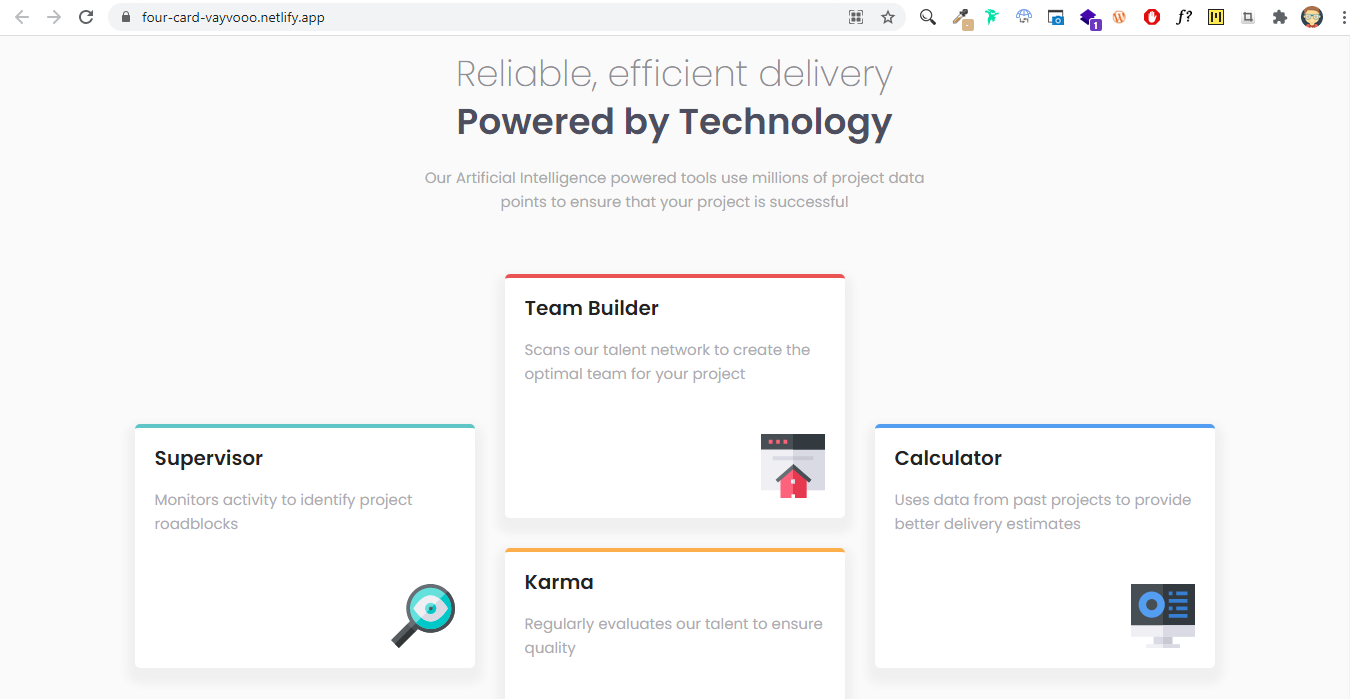 four-card-vayvooo.netlify.app
1
f?
Reliable, efficient delivery
Powered by Technology
Our Artificial Intelligence powered tools use millions of project data
points to ensure that your project is successful
Team Builder
Scans our talent network to create the
optimal team for your project
Supervisor
Monitors activity to identify project
roadblocks
Calculator
Uses data from past projects to provide
better delivery estimates
Karma
Regularly evaluates our talent to ensure
quality